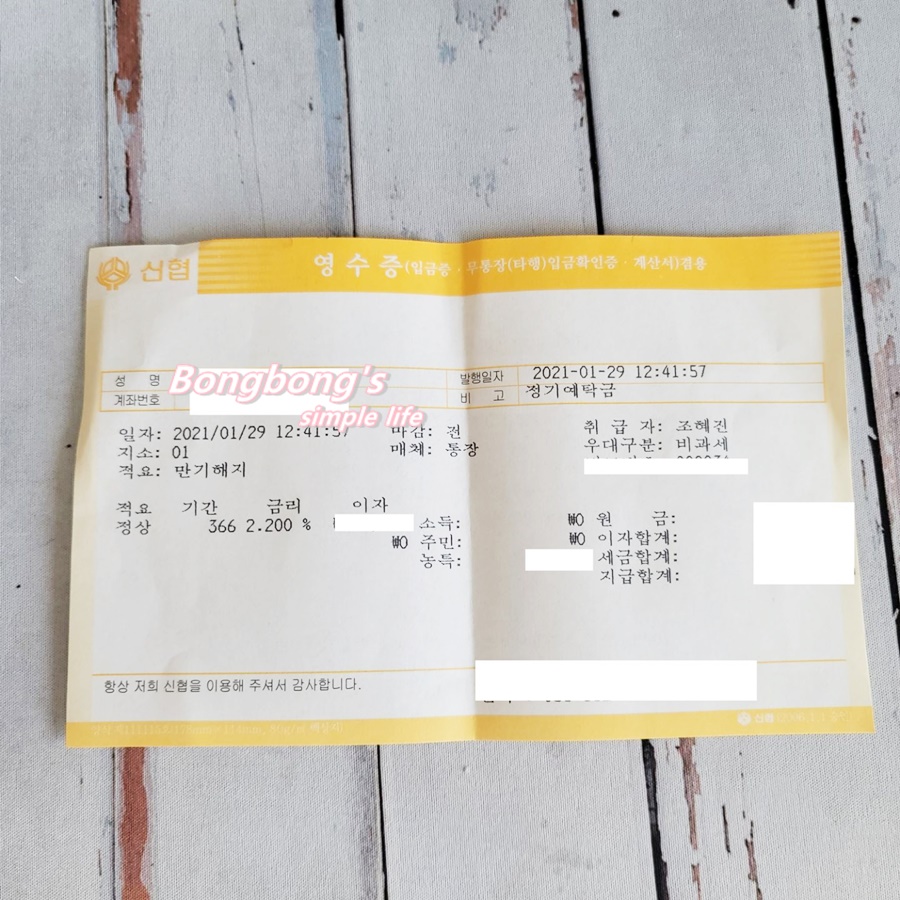 신협
영 수 증(입금증 · 무통장(타행)입금확인증 · 계산서)겸용
성 명
Bongbong's
발행일자 2021-01-29 12:41:57
계좌번호
simple life
비 고 정기예탁금
일자: 2021/01/29 12:41:57 마감: 전 취 급 자: 조혜진
지소: 01 매체: 통장 우대구분: 비과세
적요: 만기해지
적요 기간 금리 이자
정상 366 2.200 % 소득: 원 금:
주민: 이자합계:
농특: 세금합계:
지급합계:
항상 저희 신협을 이용해 주셔서 감사합니다.
신협